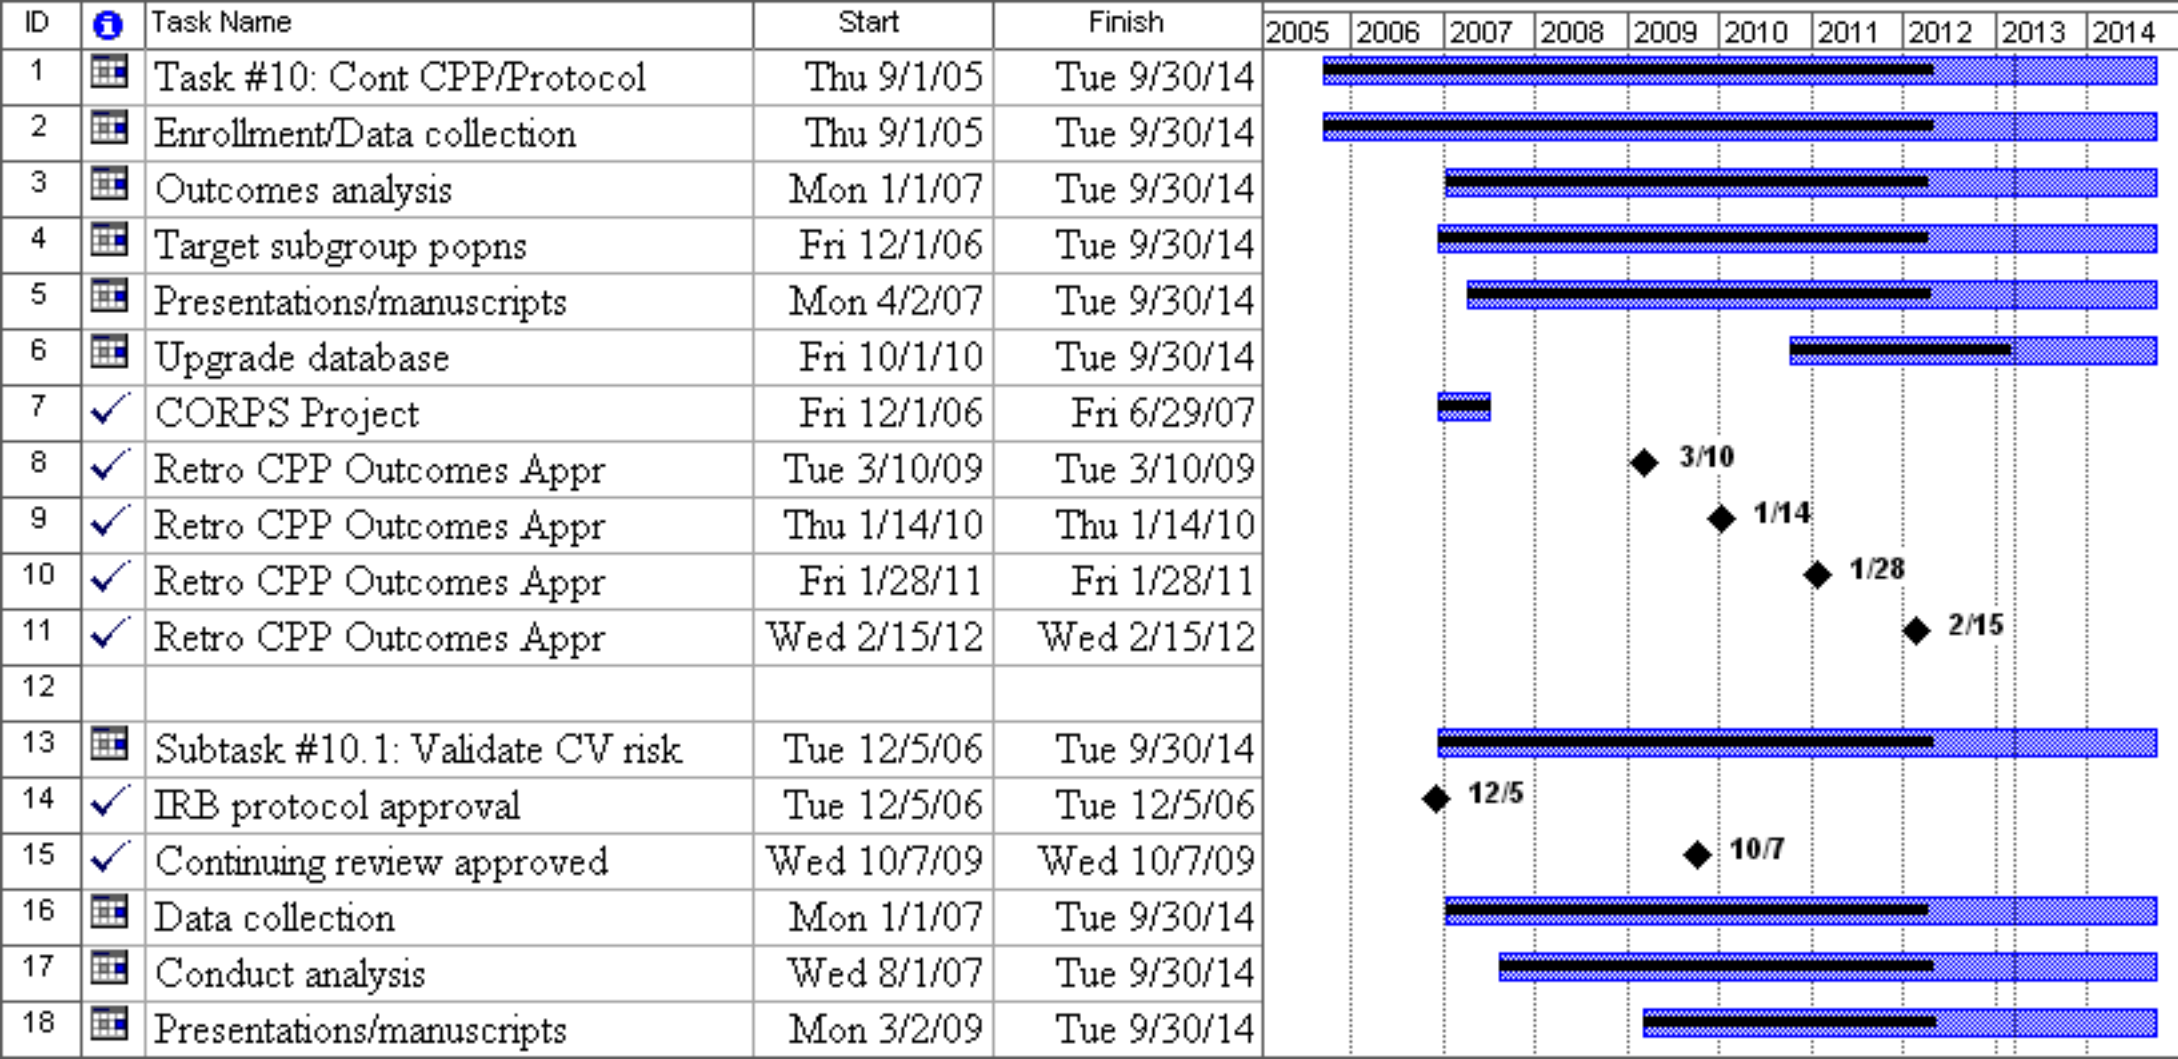 ID Task Name Start Finish 2005 2006 2007 2008 2009 2010 2011 2012 2013 2014
1 Task #10: Cont CPP/Protocol Thu 9/1/05 Tue 9/30/14
2 Enrollment/Data collection Thu 9/1/05 Tue 9/30/14
3 Outcomes analysis Mon 1/1/07 Tue 9/30/14
4 Target subgroup popns Fri 12/1/06 Tue 9/30/14
5 Presentations/manuscripts Mon 4/2/07 Tue 9/30/14
6 Upgrade database Fri 10/1/10 Tue 9/30/14
7 CORPS Project Fri 12/1/06 Fri 6/29/07
8 Retro CPP Outcomes Appr Tue 3/10/09 Tue 3/10/09 3/10
9 Retro CPP Outcomes Appr Thu 1/14/10 Thu 1/14/10 1/14
10 Retro CPP Outcomes Appr Fri 1/28/11 Fri 1/28/11 1/28
11 Retro CPP Outcomes Appr Wed 2/15/12 Wed 2/15/12 2/15
12
13 Subtask #10.1: Validate CV risk Tue 12/5/06 Tue 9/30/14
14 IRB protocol approval Tue 12/5/06 Tue 12/5/06 12/5
15 Continuing review approved Wed 10/7/09 Wed 10/7/09 10/7
16 Data collection Mon 1/1/07 Tue 9/30/14
17 Conduct analysis Wed 8/1/07 Tue 9/30/14
18 Presentations/manuscripts Mon 3/2/09 Tue 9/30/14